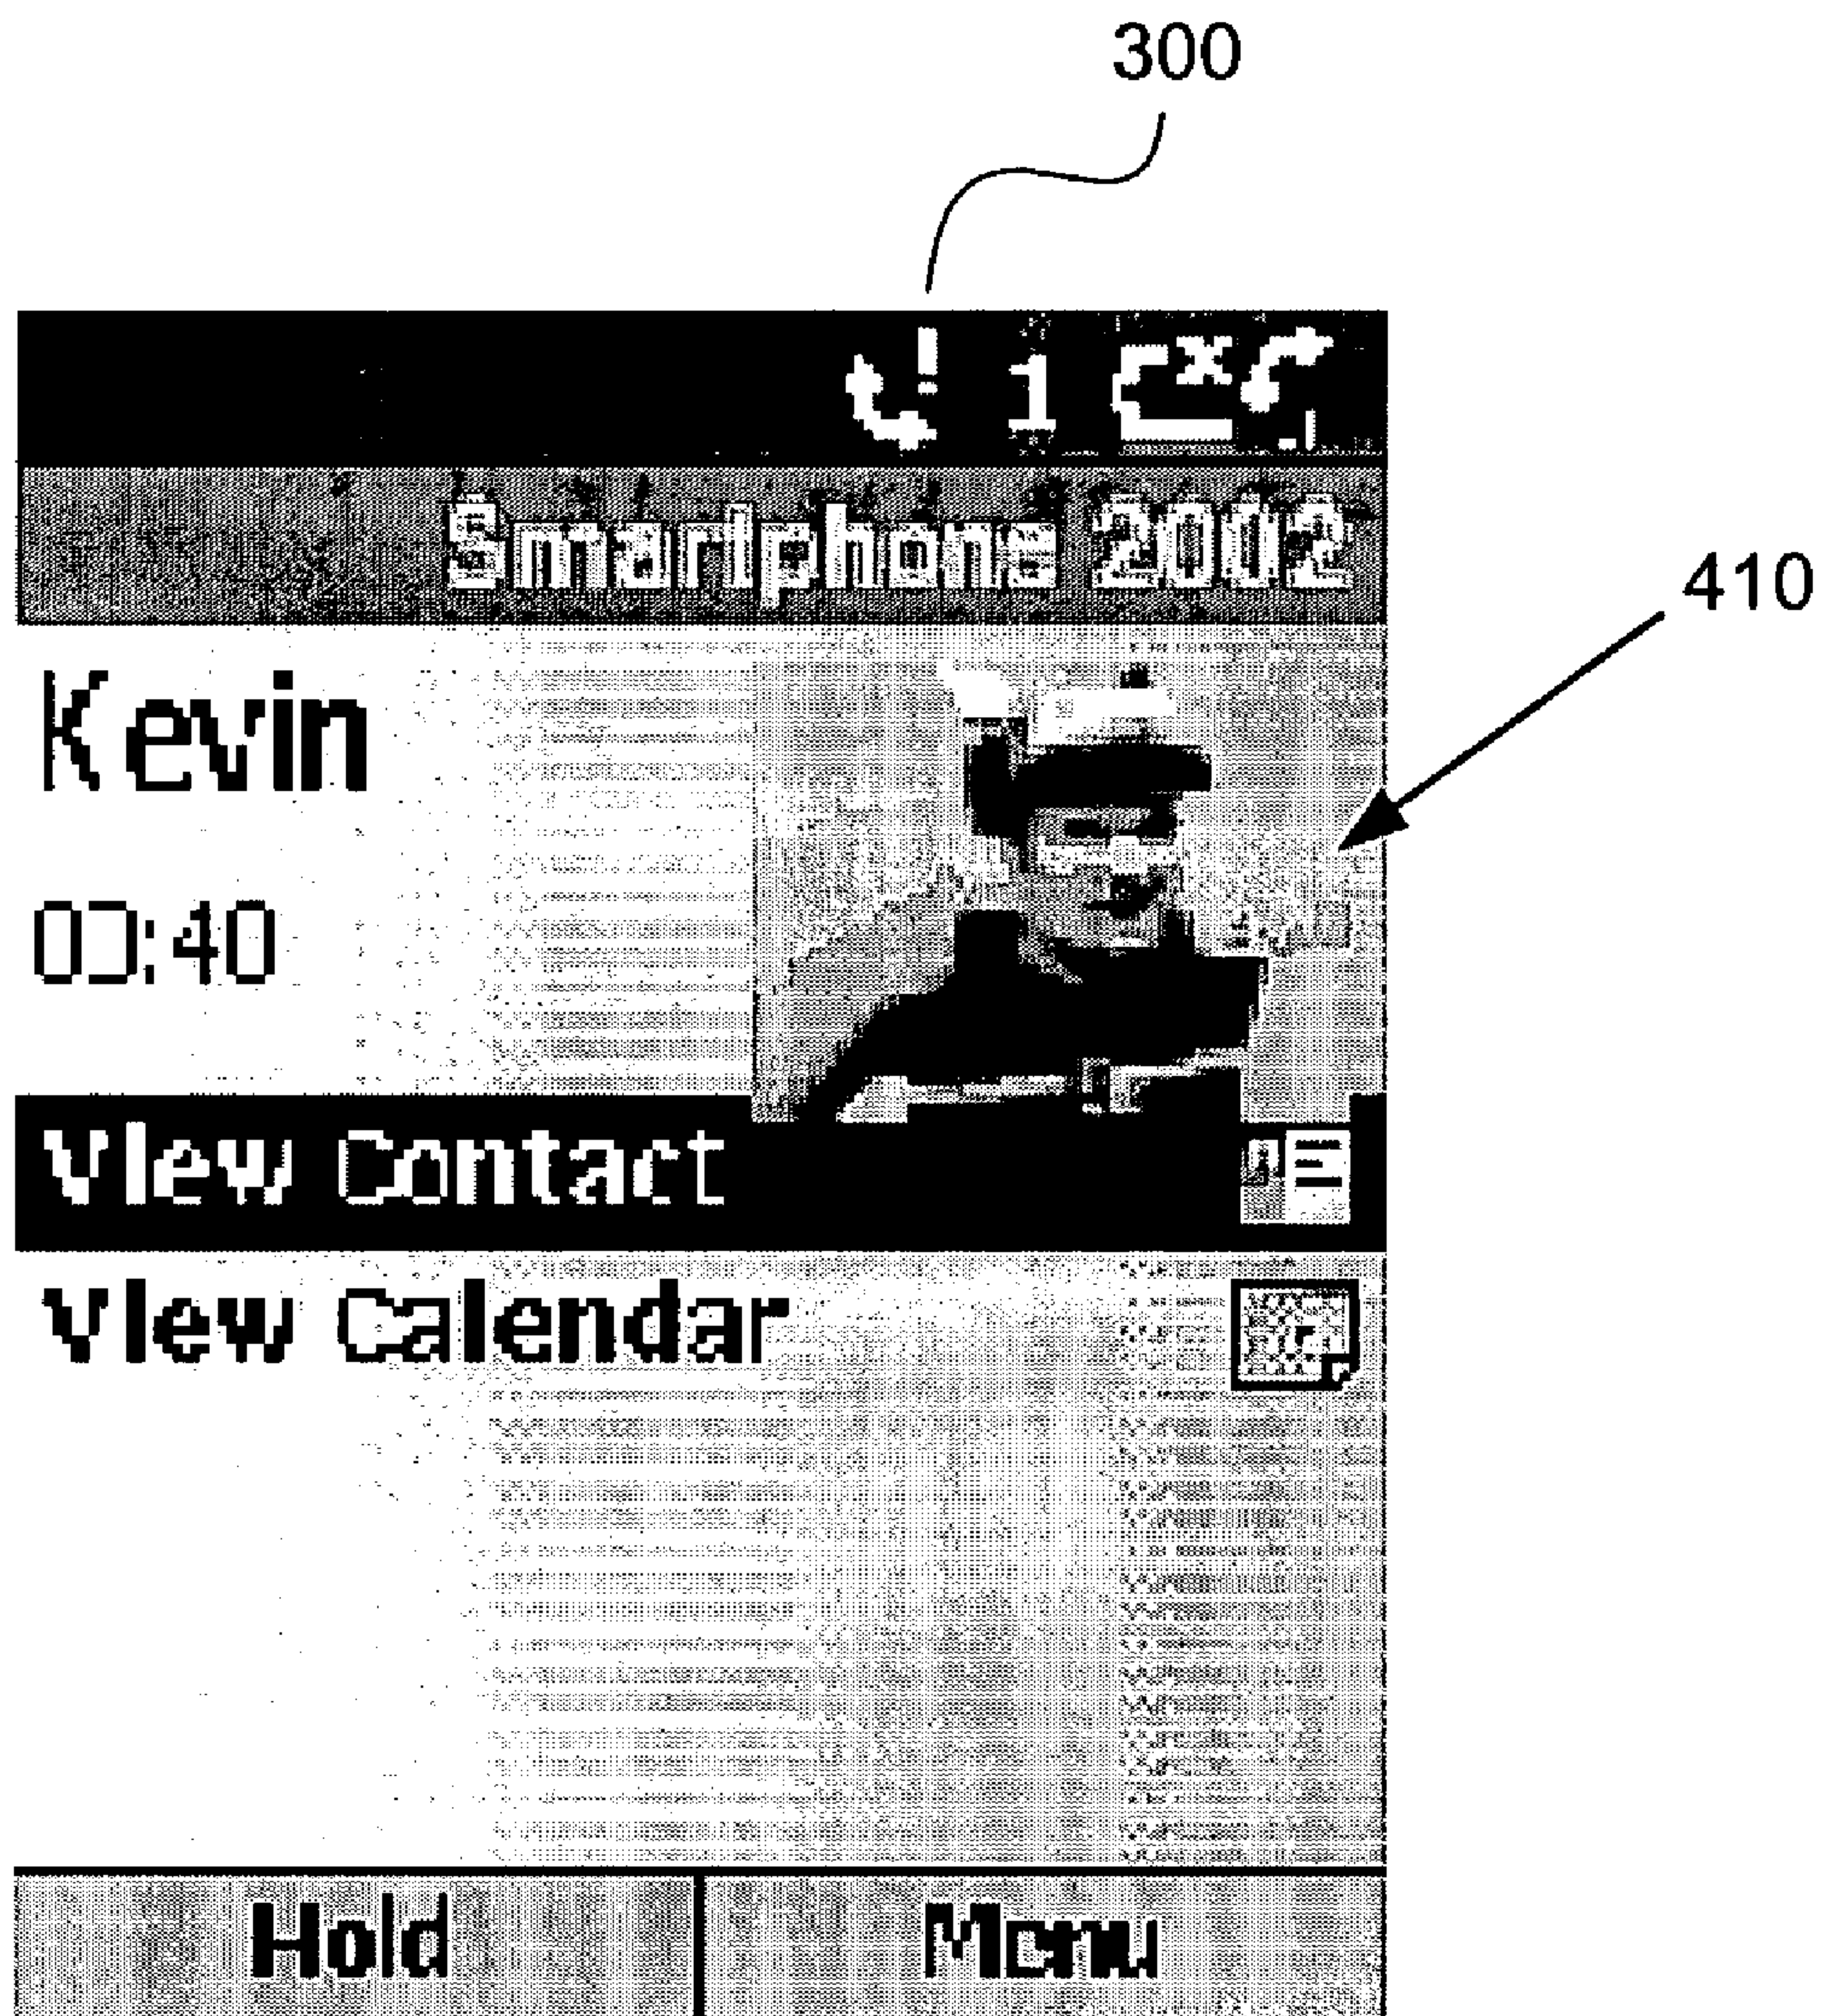 300
1
Smartphone 2002
410
Kevin
00:40
View Contact
View Calendar
Hold
Menu